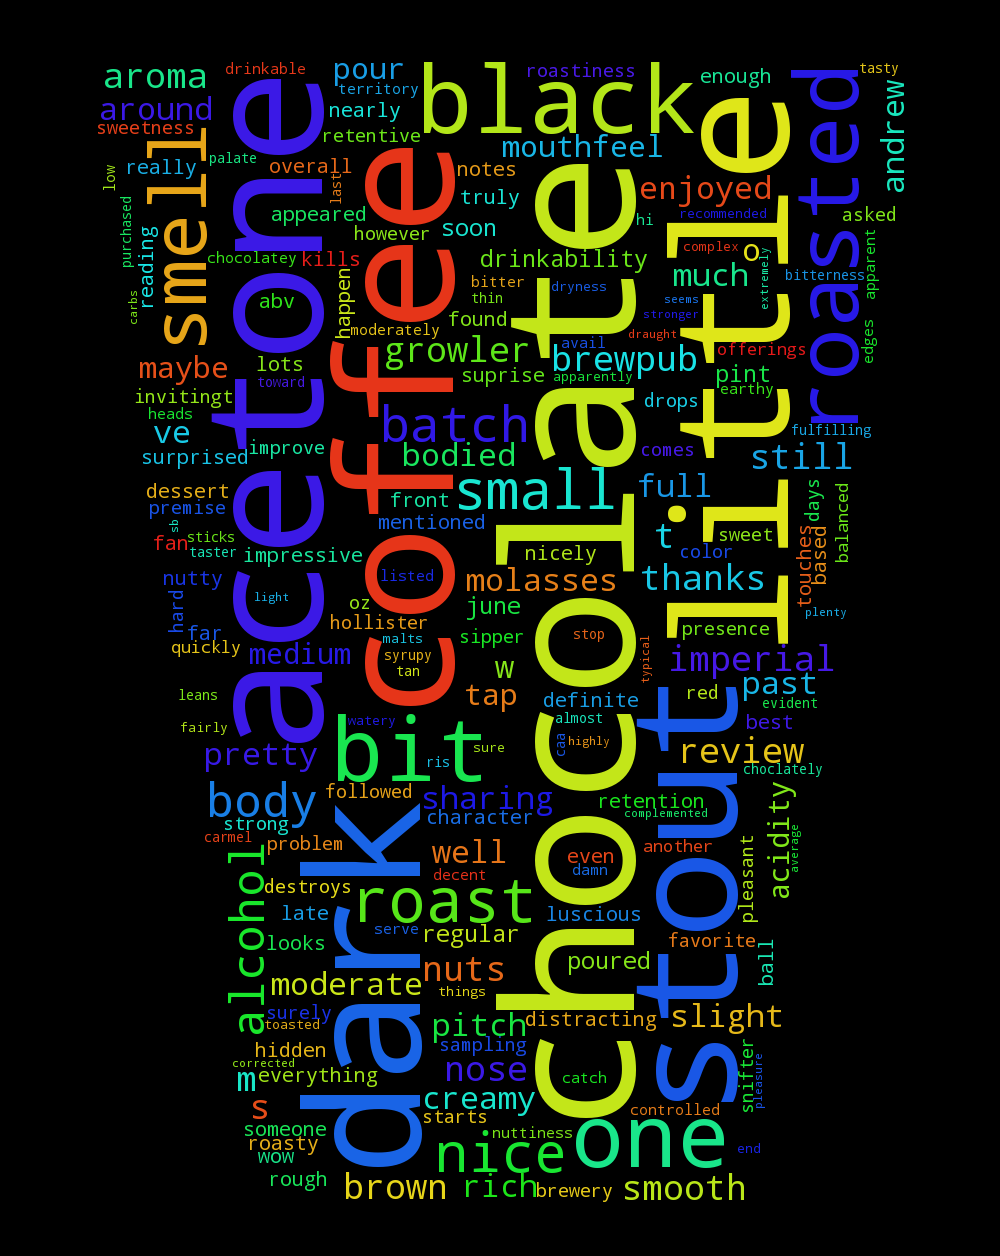 aroma
drinkable
pour
territory
black
roastiness
enough
tasty
around
nearly
sweetness
retentive
mouthfeel
andrew
really
palate
overall
notes
low
smell
last
enjoyed
truly
appeared
soon
hi
recommended
asked
however
purchased
reading
chocolatey
kills
drinkability
complex
o
extremely
apparent
bitter
dryness
much
bitterness
carbs
abv
happen
thin
seems
stronger
moderately
found
draught
avail
growler
brewpub
offerings
edges
maybe
lots
toward
suprise
apparently
pint
earthy
invitingt
heads
drops
roasted
fulfilling
ve
batch
surprised
improve
bodied
comes
still
dessert
premise
front
small
full
days
balanced
sb
sticks
mentioned
t
sweet
fan
taster
impressive
nicely
color
touches
based
nutty
listed
molasses
thanks
hard
light
oz
june
plenty
hollister
far
malts
sipper
stop
presence
quickly
medium
syrupy
tan
w
typical
imperial
leans
tap
definite
red
past
evident
acetone
coffee
chocolate
little
fairly
watery
almost
best
pretty
bit
ris
sure
caa
highly
review
choclately
body
followed
sharing
retention
complemented
strong
character
acidity
average
carmel
problem
well
even
another
decent
damn
destroys
roast
pleasant
late
luscious
serve
regular
favorite
alcohol
looks
nuts
poured
ball
moderate
things
surely
toasted
pitch
distracting
slight
hidden
sampling
corrected
m
everything
nose
catch
snifter
pleasure
dark
stout
s
creamy
starts
controlled
someone
nuttiness
one
roasty
wow
nice
end
rough
brown
rich
brewery
smooth